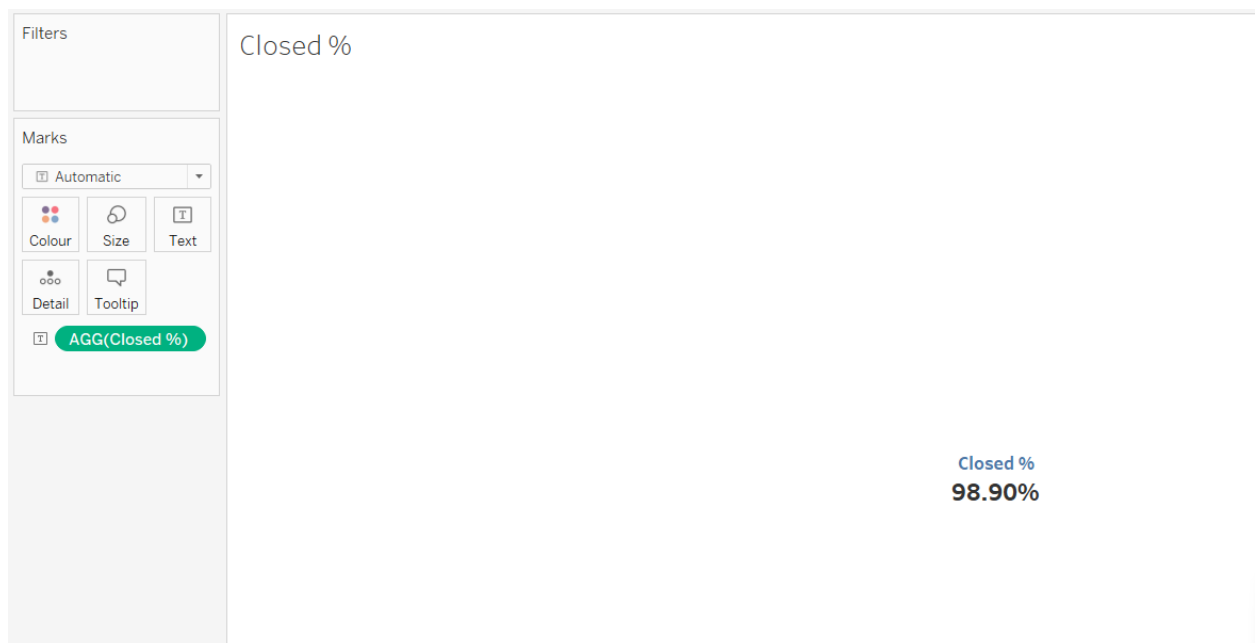 Filters
Closed %
Marks
Automatic
Colour
Size
Text
Detail
Tooltip
AGG(Closed %)
Closed %
98.90%